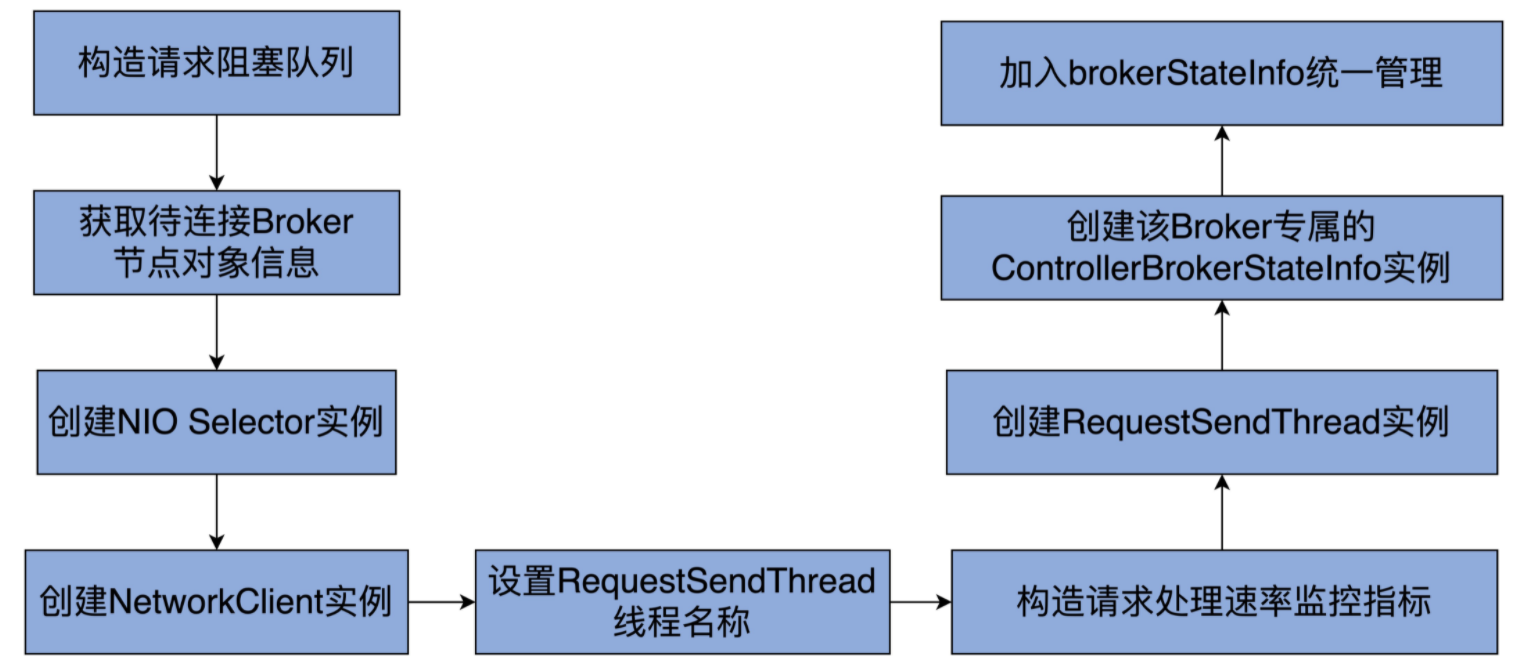 构造请求阻塞队列
获取待连接Broker
节点对象信息
创建NIO Selector实例
创建NetworkClient实例
设置RequestSendThread
线程名称
构造请求处理速率监控指标
创建RequestSendThread实例
创建该Broker专属的
ControllerBrokerStateInfo实例
加入brokerStateInfo统一管理